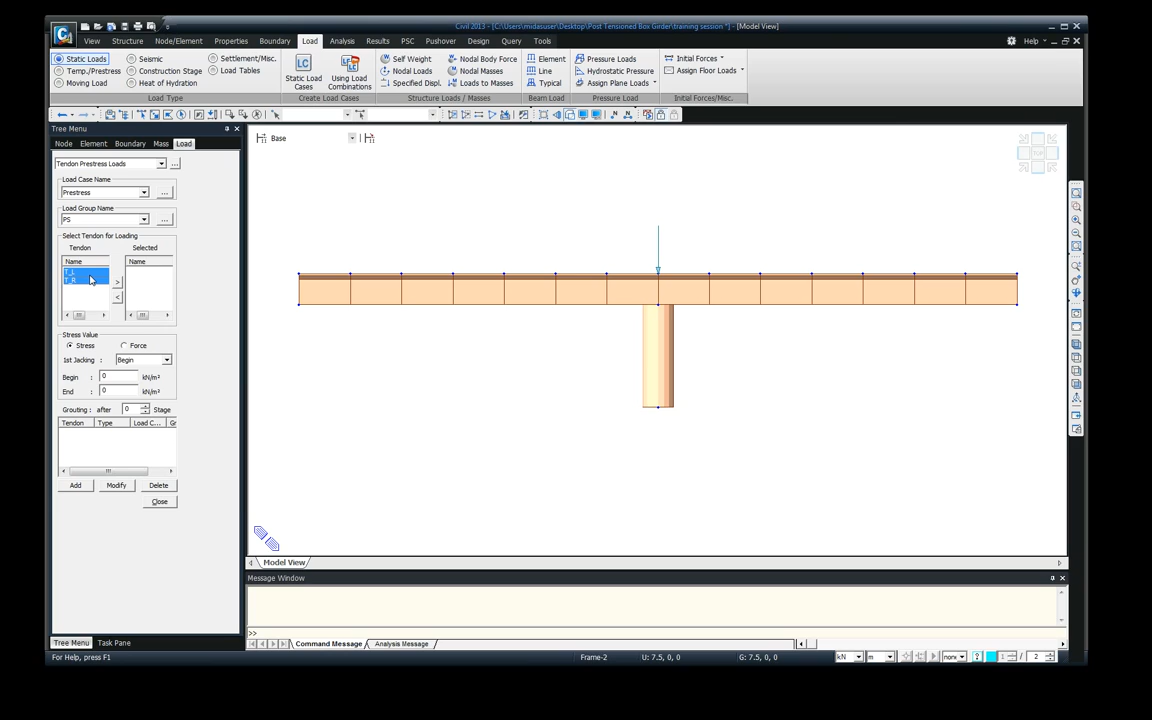 Civil 2013 - [C:\Users\midasuser\Desktop\Post Tensioned Box Girder\training session *] - [Model View]
View Structure Node/Element Properties Boundary Load Analysis Results PSC Pushover Design Query Tools Help
Static Loads Seismic Settlement/Misc.
Temp./Prestress Construction Stage Load Tables
Moving Load Heat of Hydration
Load Type
Static Load Cases
Using Load Combinations
Create Load Cases
Self Weight Nodal Body Force
Nodal Loads Nodal Masses
Specified Displ. Loads to Masses
Structure Loads / Masses
Element
Line
Typical
Beam Load
Pressure Loads
Hydrostatic Pressure
Assign Plane Loads
Pressure Load
Initial Forces
Assign Floor Loads
Initial Forces/Misc.
Tree Menu
Node Element Boundary Mass Load
Tendon Prestress Loads ...
Load Case Name
Prestress ...
Load Group Name
PS ...
Select Tendon for Loading
Tendon Selected
Name Name
T_L
T_R
>
<
Stress Value
Stress Force
1st Jacking : Begin
Begin : 0 kN/m²
End : 0 kN/m²
Grouting : after 0 Stage
Tendon Type Load C... Gr
Add Modify Delete
Close
Base
TOP
Model View
Message Window
>>
Command Message Analysis Message
Tree Menu Task Pane
For Help, press F1 Frame-2 U: 7.5, 0, 0 G: 7.5, 0, 0 kN m non ? 1 / 2